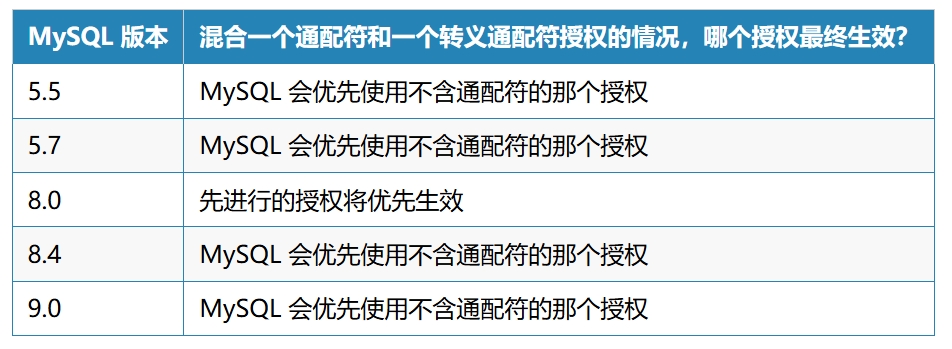 MySQL 版本 混合一个通配符和一个转义通配符授权的情况，哪个授权最终生效？
5.5 MySQL 会优先使用不含通配符的那个授权
5.7 MySQL 会优先使用不含通配符的那个授权
8.0 先进行的授权将优先生效
8.4 MySQL 会优先使用不含通配符的那个授权
9.0 MySQL 会优先使用不含通配符的那个授权